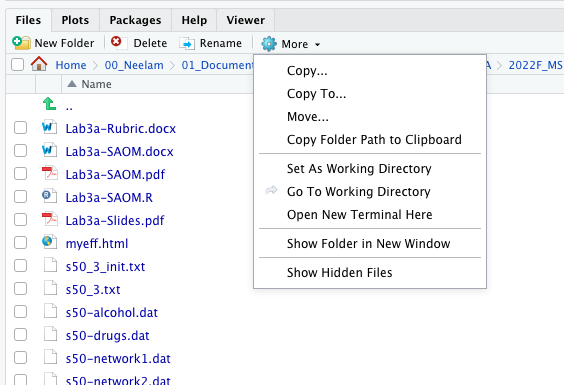 Files Plots Packages Help Viewer
New Folder Delete Rename More
Home 00_Neelam 01_Document A 2022F_MS
Name
Copy...
..
Copy To...
Lab3a-Rubric.docx
Move...
Lab3a-SAOM.docx
Copy Folder Path to Clipboard
Lab3a-SAOM.pdf
Set As Working Directory
Lab3a-SAOM.R
Go To Working Directory
Lab3a-Slides.pdf
Open New Terminal Here
myeff.html
Show Folder in New Window
s50_3_init.txt
Show Hidden Files
s50_3.txt
s50-alcohol.dat
s50-drugs.dat
s50-network1.dat
s50-network2.dat